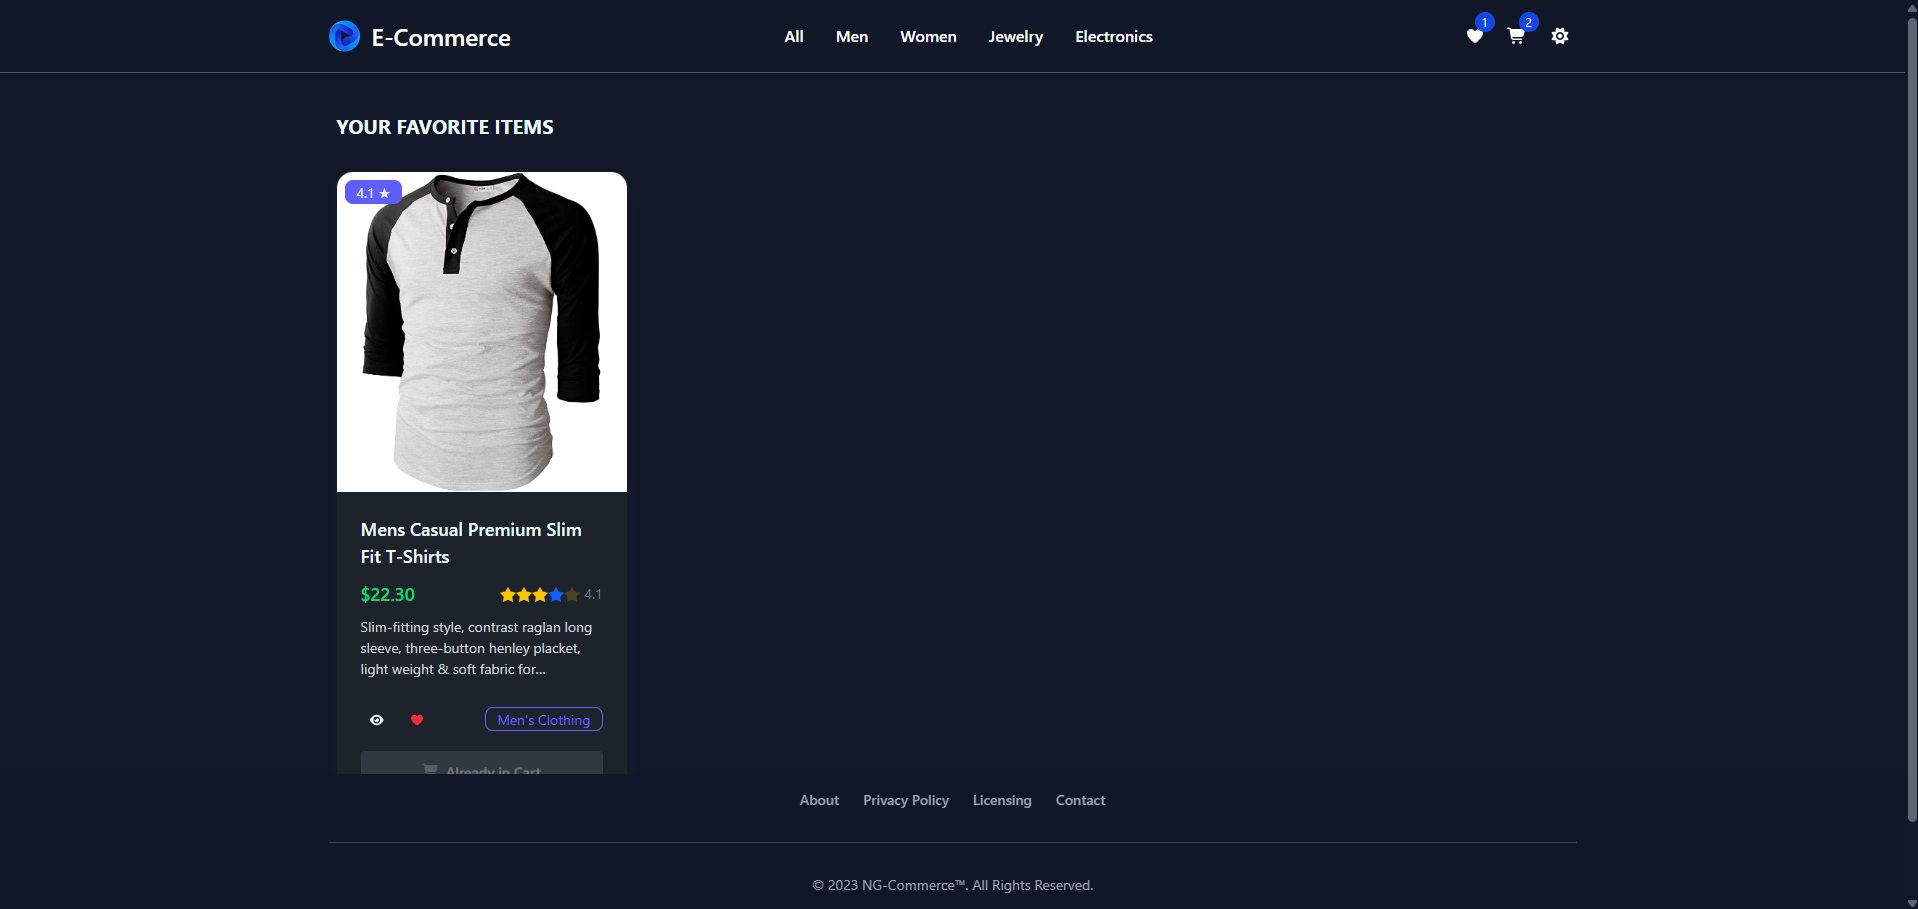 E-Commerce
All Men Women Jewelry Electronics
1
2
YOUR FAVORITE ITEMS
4.1 ★
Mens Casual Premium Slim
Fit T-Shirts
$22.30
4.1
Slim-fitting style, contrast raglan long
sleeve, three-button henley placket,
light weight & soft fabric for...
Men's Clothing
Already in Cart
About Privacy Policy Licensing Contact
© 2023 NG-Commerce™. All Rights Reserved.